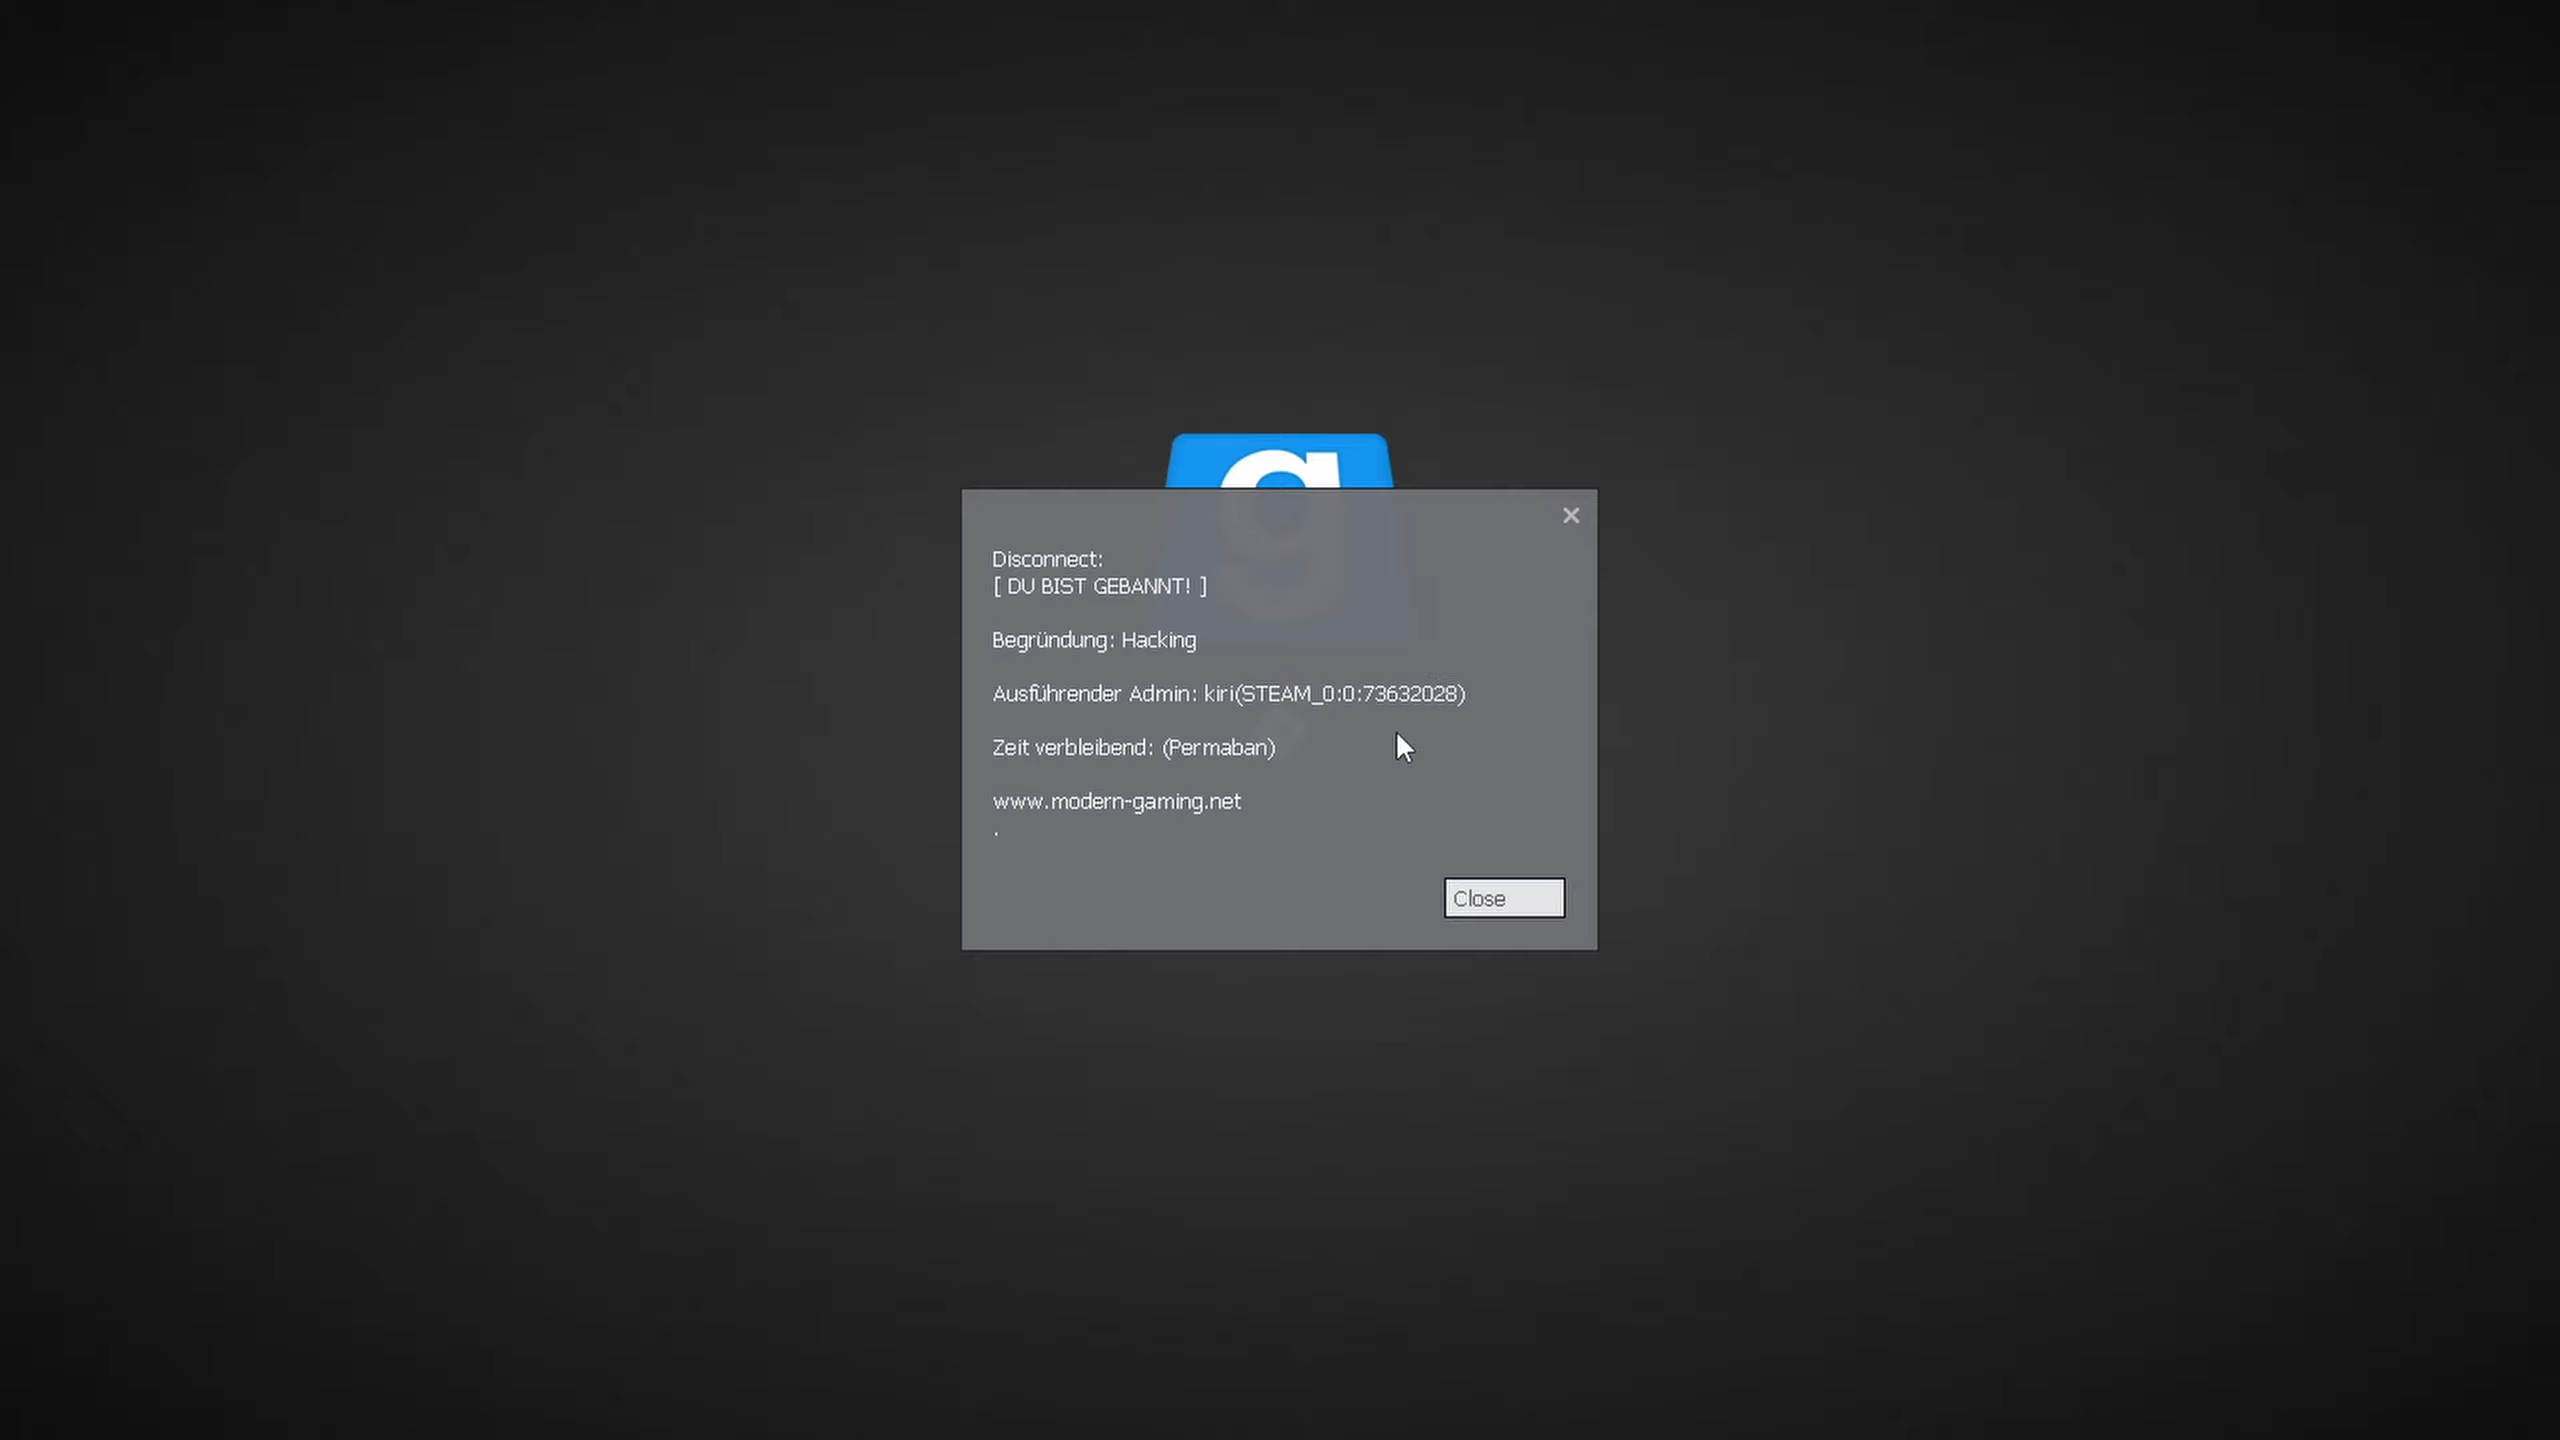 g
Disconnect:
[ DU BIST GEBANNT! ]
Begründung: Hacking
Ausführender Admin: kiri(STEAM_0:0:73632028)
Zeit verbleibend: (Permaban)
www.modern-gaming.net
.
Close